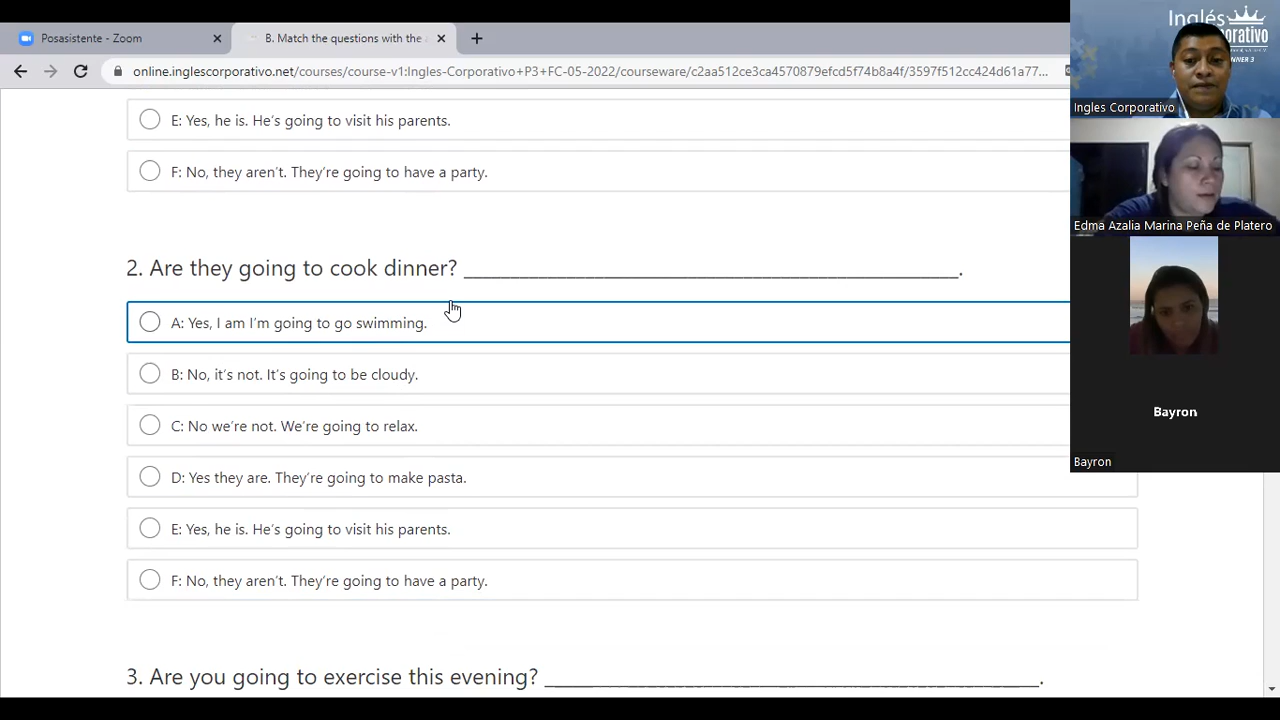 Posasistente - Zoom
B. Match the questions with the
online.inglescorporativo.net/courses/course-v1:Ingles-Corporativo+P3+FC-05-2022/courseware/c2aa512ce3ca4570879efcd5f74b8a4f/3597f512cc424d61a77...
E: Yes, he is. He's going to visit his parents.
F: No, they aren't. They're going to have a party.
2. Are they going to cook dinner? ______________________________________________.
A: Yes, I am I'm going to go swimming.
B: No, it's not. It's going to be cloudy.
C: No we're not. We're going to relax.
D: Yes they are. They're going to make pasta.
E: Yes, he is. He's going to visit his parents.
F: No, they aren't. They're going to have a party.
3. Are you going to exercise this evening? ______________________________________________.
Inglés
orativo
NNER 3
Ingles Corporativo
Edma Azalia Marina Peña de Platero
Bayron
Bayron